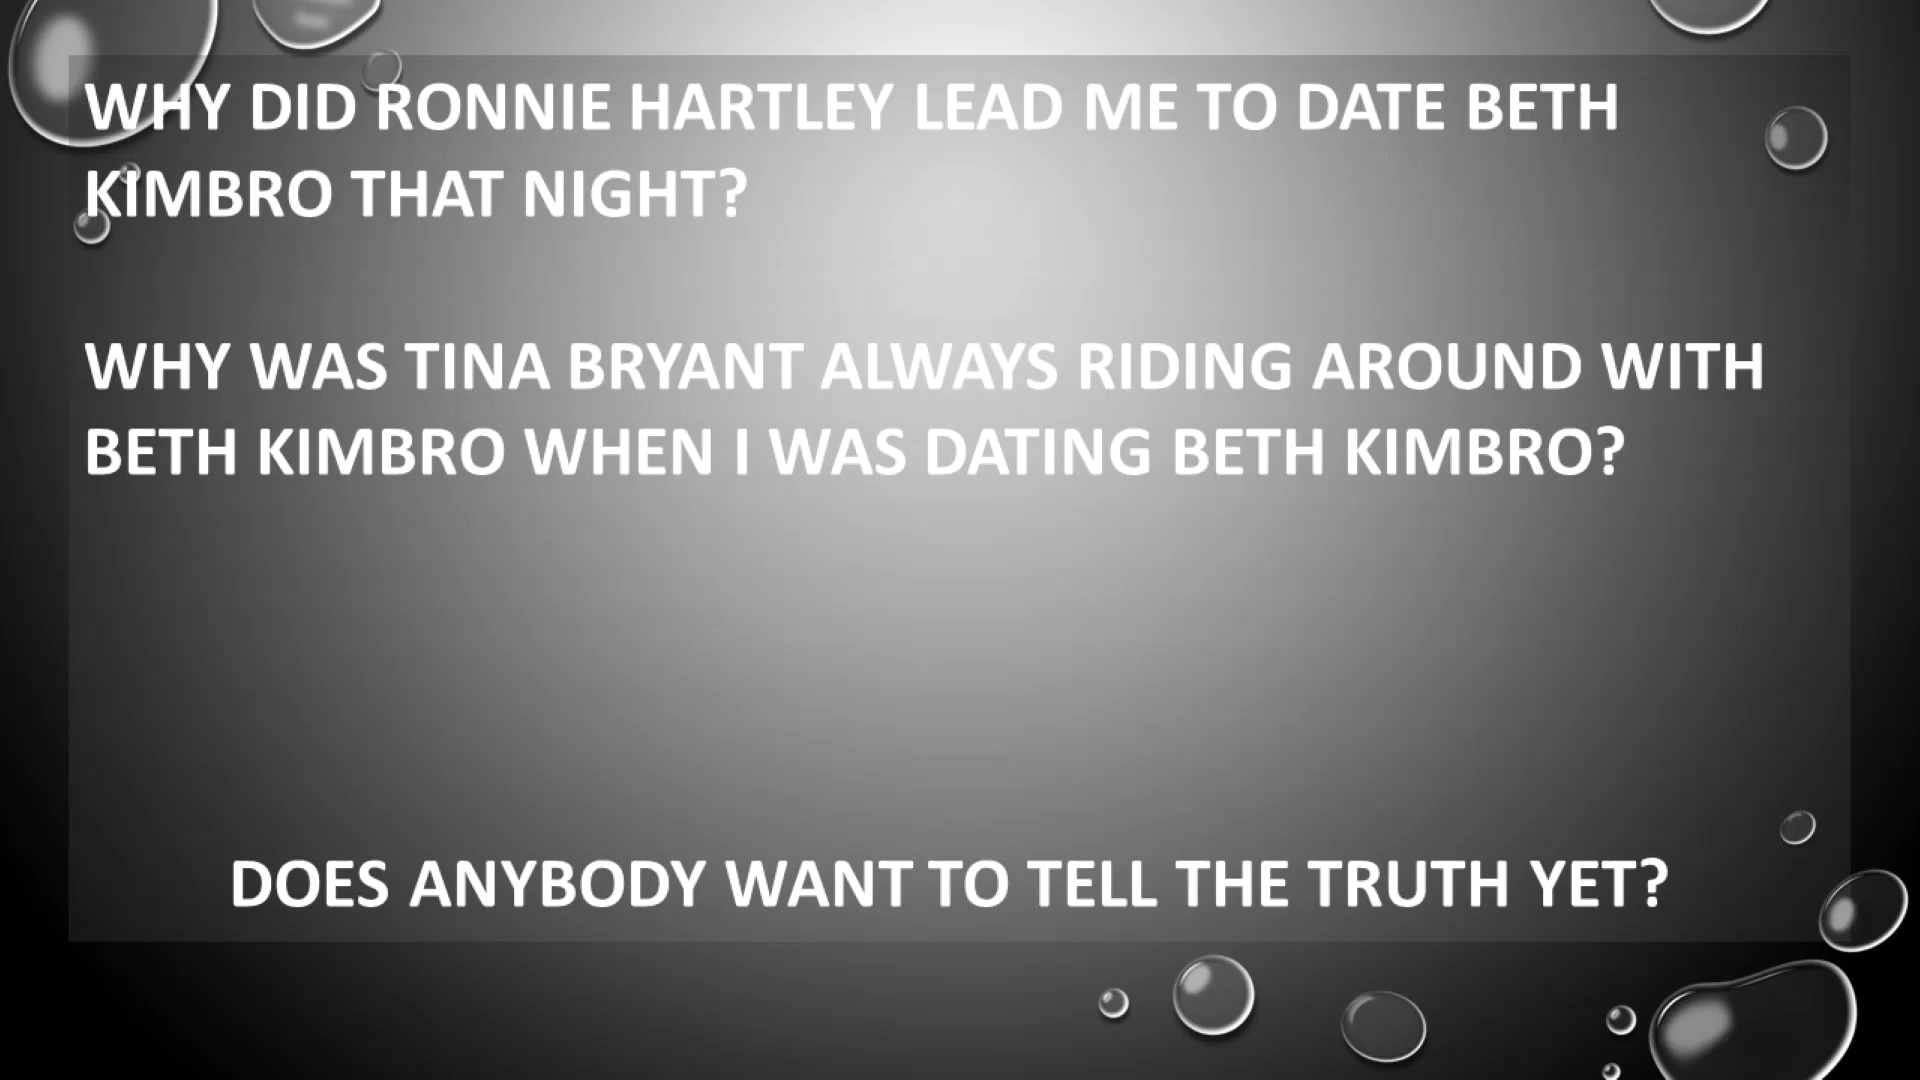 WHY DID RONNIE HARTLEY LEAD ME TO DATE BETH
KIMBRO THAT NIGHT?
WHY WAS TINA BRYANT ALWAYS RIDING AROUND WITH
BETH KIMBRO WHEN I WAS DATING BETH KIMBRO?
DOES ANYBODY WANT TO TELL THE TRUTH YET?